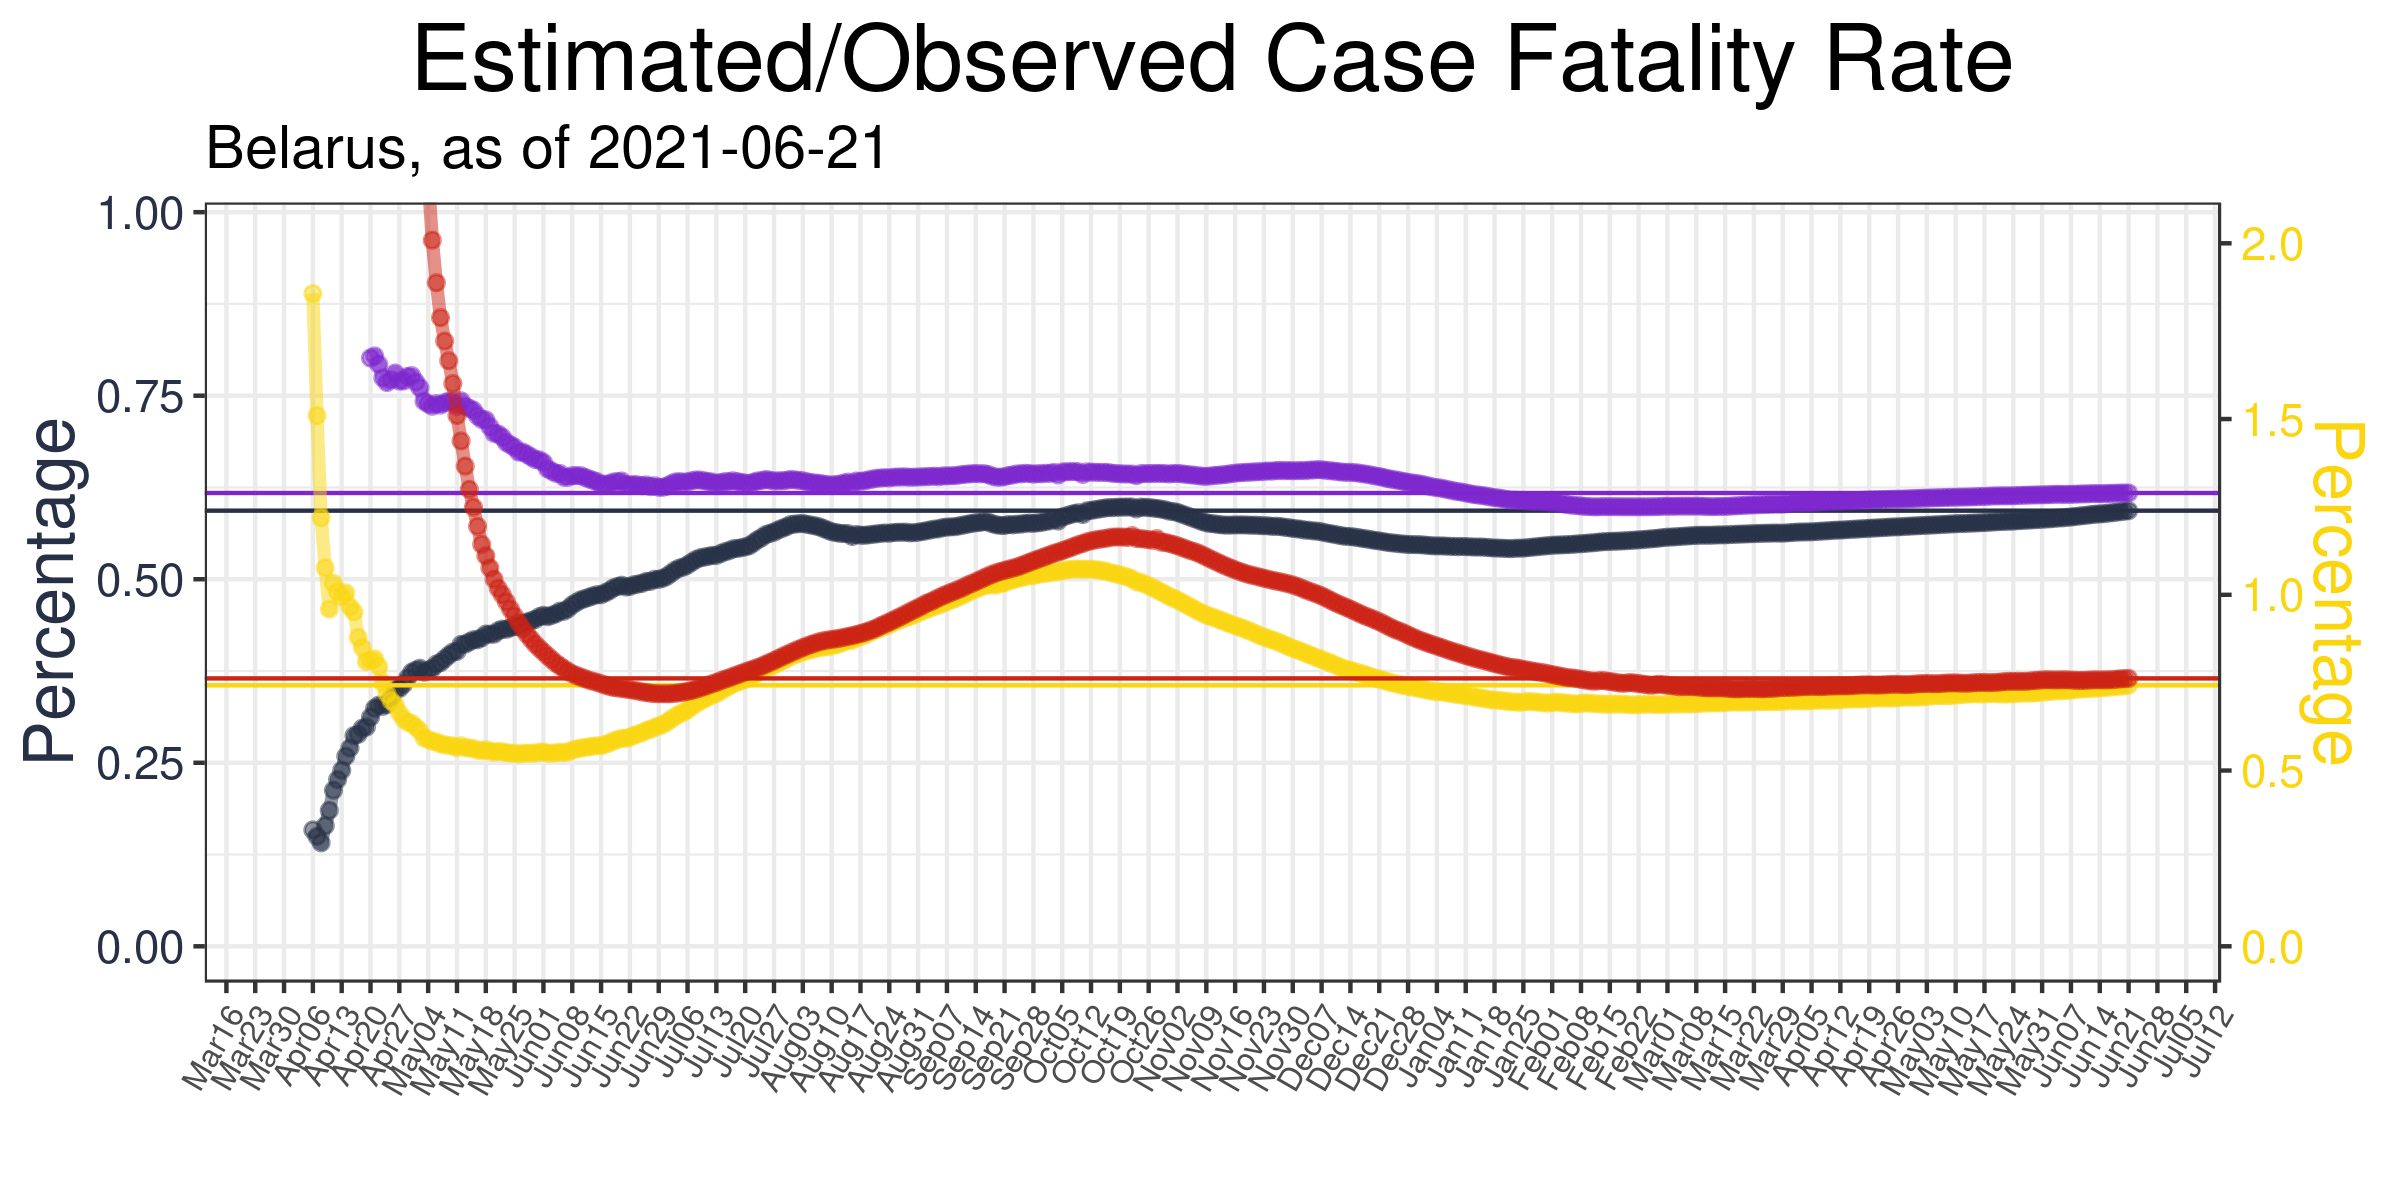 Estimated/Observed Case Fatality Rate
Belarus, as of 2021-06-21
Percentage
1.00
0.75
0.50
0.25
0.00
2.0
1.5
1.0
0.5
0.0
Percentage
Mar16
Mar23
Mar30
Apr06
Apr13
Apr20
Apr27
May04
May11
May18
May25
Jun01
Jun08
Jun15
Jun22
Jun29
Jul06
Jul13
Jul20
Jul27
Aug03
Aug10
Aug17
Aug24
Aug31
Sep07
Sep14
Sep21
Sep28
Oct05
Oct12
Oct19
Oct26
Nov02
Nov09
Nov16
Nov23
Nov30
Dec07
Dec14
Dec21
Dec28
Jan04
Jan11
Jan18
Jan25
Feb01
Feb08
Feb15
Feb22
Mar01
Mar08
Mar15
Mar22
Mar29
Apr05
Apr12
Apr19
Apr26
May03
May10
May17
May24
May31
Jun07
Jun14
Jun21
Jun28
Jul05
Jul12